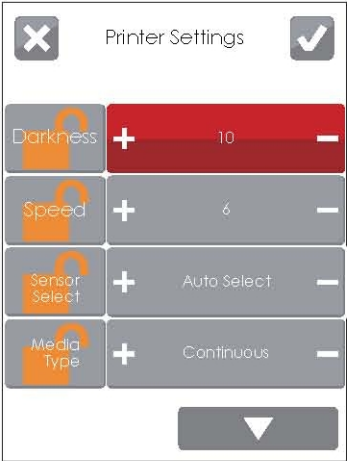 Printer Settings
Darkness + 10 −
Speed + 6 −
Sensor
Select + Auto Select −
Media
Type + Continuous −